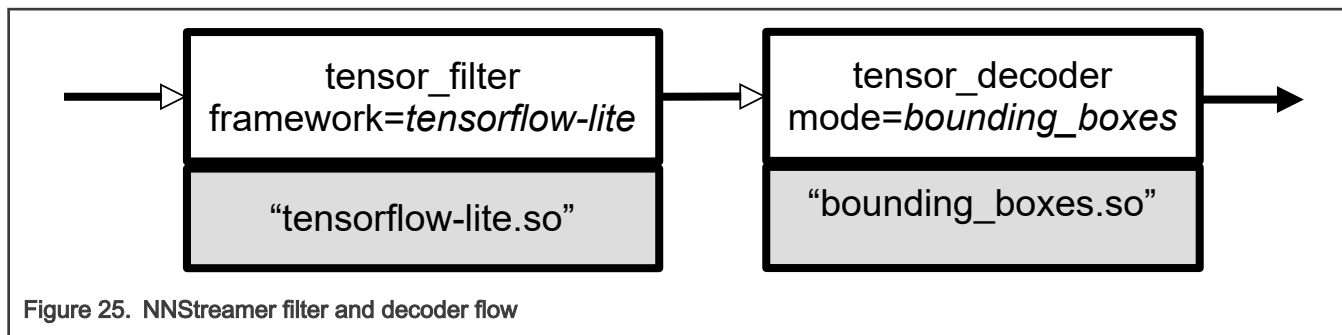 tensor_filter
framework=tensorflow-lite
“tensorflow-lite.so”
tensor_decoder
mode=bounding_boxes
“bounding_boxes.so”
Figure 25. NNStreamer filter and decoder flow